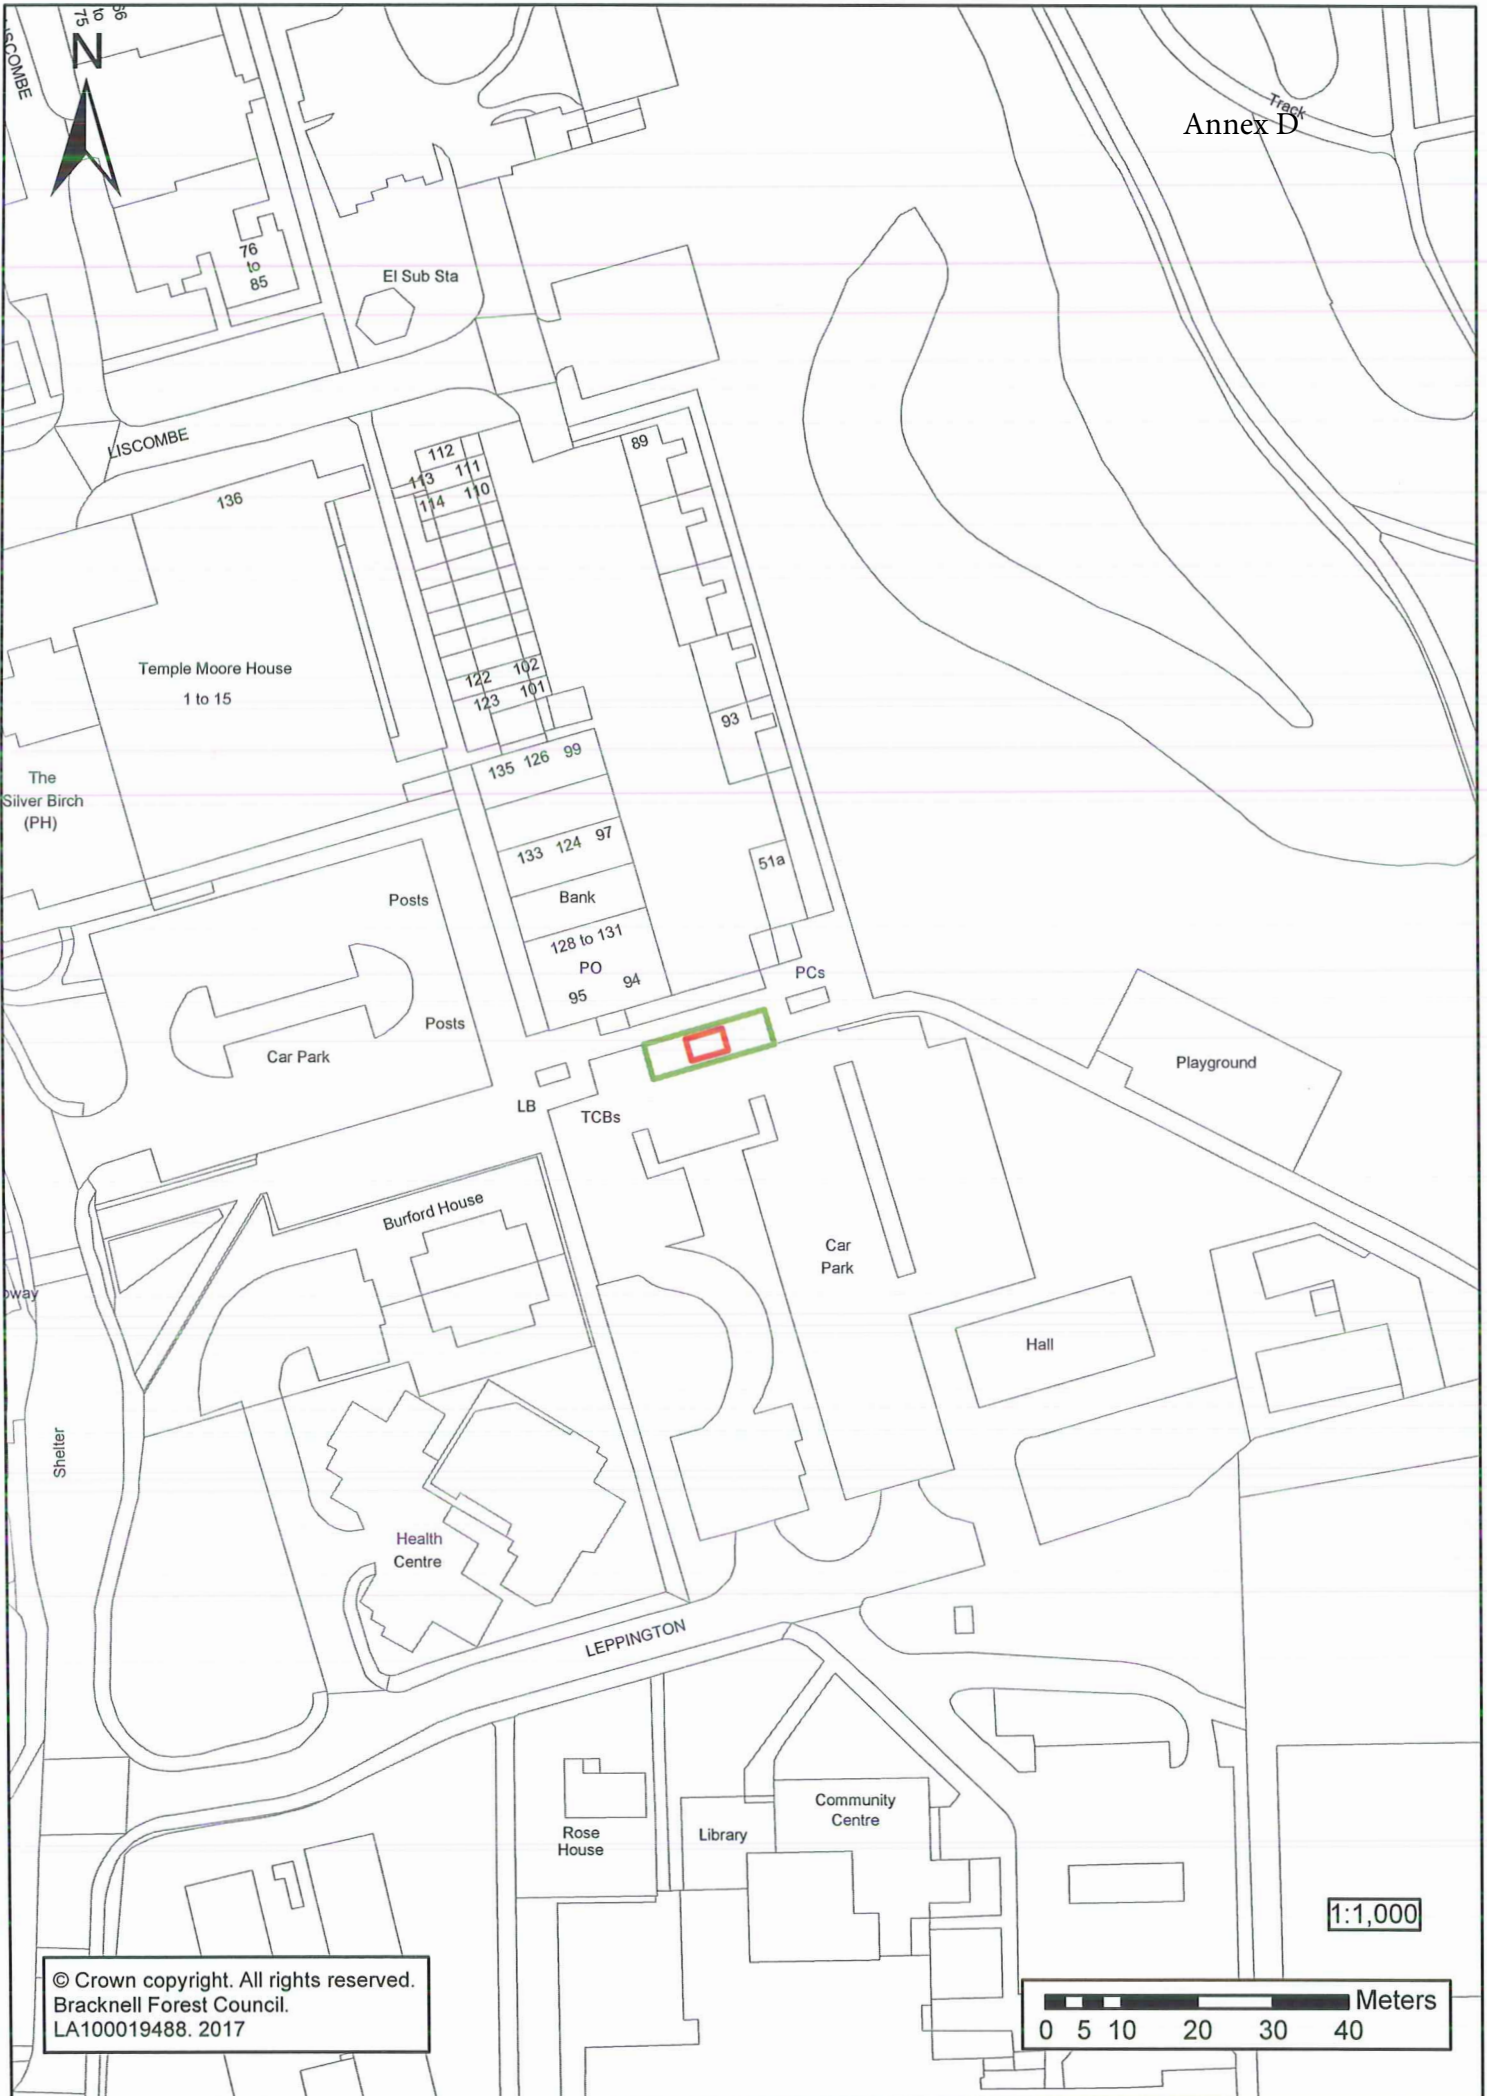 66
to
75
N
Track
Annex D
76
to
85
El Sub Sta
LISCOMBE
136
112
113 111
114 110
89
Temple Moore House
1 to 15
122 102
123 101
93
The
Silver Birch
(PH)
135 126 99
133 124 97
51a
Posts
Bank
128 to 131
PO
95 94
PCs
Posts
Car Park
Playground
LB
TCBs
Burford House
Car
Park
Hall
Shelter
Health
Centre
LEPPINGTON
Community
Centre
Rose
House
Library
1:1,000
© Crown copyright. All rights reserved.
Bracknell Forest Council.
LA100019488. 2017
Meters
0 5 10 20 30 40